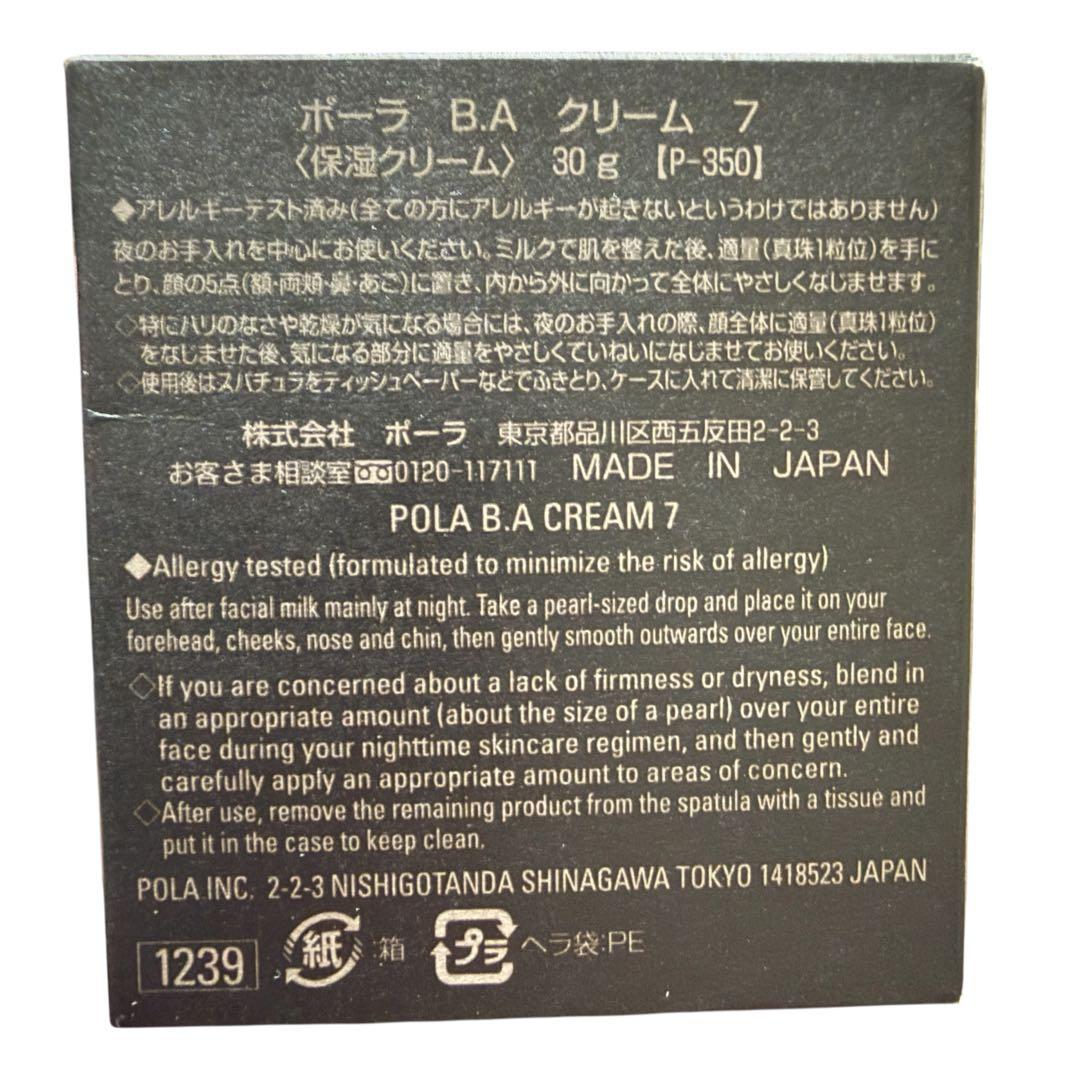 ポーラ B.A クリーム 7
〈保湿クリーム〉 30g 【P-350】
◆アレルギーテスト済み(全ての方にアレルギーが起きないというわけではありません)
夜のお手入れを中心にお使いください。ミルクで肌を整えた後、適量(真珠1粒位)を手に
とり、顔の5点(額・両頬・鼻・あご)に置き、内から外に向かって全体にやさしくなじませます。
◇特にハリのなさや乾燥が気になる場合には、夜のお手入れの際、顔全体に適量(真珠1粒位)
をなじませた後、気になる部分に適量をやさしくていねいになじませてお使いください。
◇使用後はスパチュラをティッシュペーパーなどでふきとり、ケースに入れて清潔に保管してください。
株式会社 ポーラ 東京都品川区西五反田2-2-3
お客さま相談室 0120-117111 MADE IN JAPAN
POLA B.A CREAM 7
◆Allergy tested (formulated to minimize the risk of allergy)
Use after facial milk mainly at night. Take a pearl-sized drop and place it on your
forehead, cheeks, nose and chin, then gently smooth outwards over your entire face.
◇If you are concerned about a lack of firmness or dryness, blend in
an appropriate amount (about the size of a pearl) over your entire
face during your nighttime skincare regimen, and then gently and
carefully apply an appropriate amount to areas of concern.
◇After use, remove the remaining product from the spatula with a tissue and
put it in the case to keep clean.
POLA INC. 2-2-3 NISHIGOTANDA SHINAGAWA TOKYO 1418523 JAPAN
1239 紙:箱 プラ ヘラ袋:PE